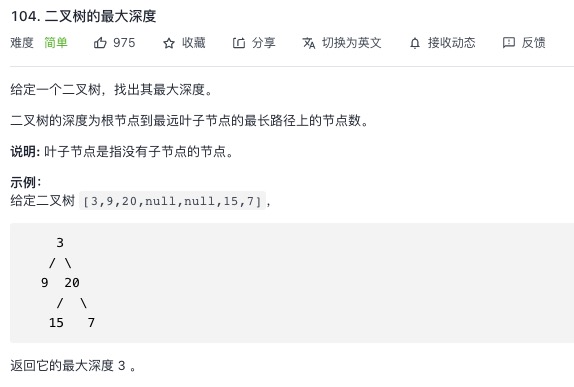 104. 二叉树的最大深度
难度 简单 975 收藏 分享 切换为英文 接收动态 反馈
给定一个二叉树，找出其最大深度。
二叉树的深度为根节点到最远叶子节点的最长路径上的节点数。
说明: 叶子节点是指没有子节点的节点。
示例：
给定二叉树 [3,9,20,null,null,15,7]，
3
/ \
9 20
/ \
15 7
返回它的最大深度 3 。